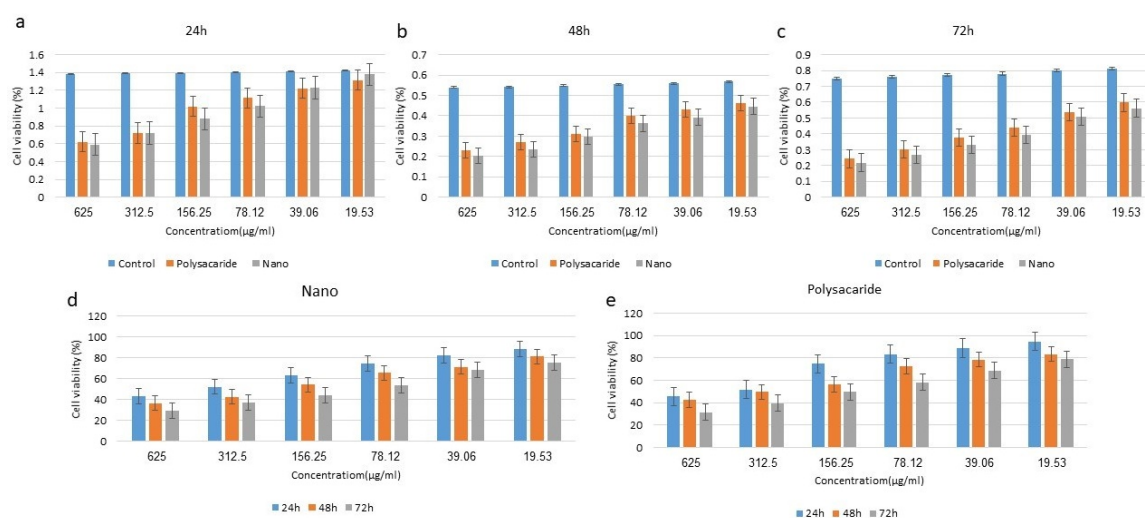 a
24h
Cell viability (%)
1.6
1.4
1.2
1
0.8
0.6
0.4
0.2
0
625 312.5 156.25 78.12 39.06 19.53
Concentratiom(µg/ml)
Control Polysacaride Nano
b
48h
Cell viability (%)
0.7
0.6
0.5
0.4
0.3
0.2
0.1
0
625 312.5 156.25 78.12 39.06 19.53
Concentratiom(µg/ml)
Control Polysacaride Nano
c
72h
Cell viability (%)
0.9
0.8
0.7
0.6
0.5
0.4
0.3
0.2
0.1
0
625 312.5 156.25 78.12 39.06 19.53
Concentratiom(µg/ml)
Control Polysacaride Nano
d
Nano
Cell viability (%)
120
100
80
60
40
20
0
625 312.5 156.25 78.12 39.06 19.53
Concentratiom(µg/ml)
24h 48h 72h
e
Polysacaride
Cell viability (%)
120
100
80
60
40
20
0
625 312.5 156.25 78.12 39.06 19.53
Concentratiom(µg/ml)
24h 48h 72h